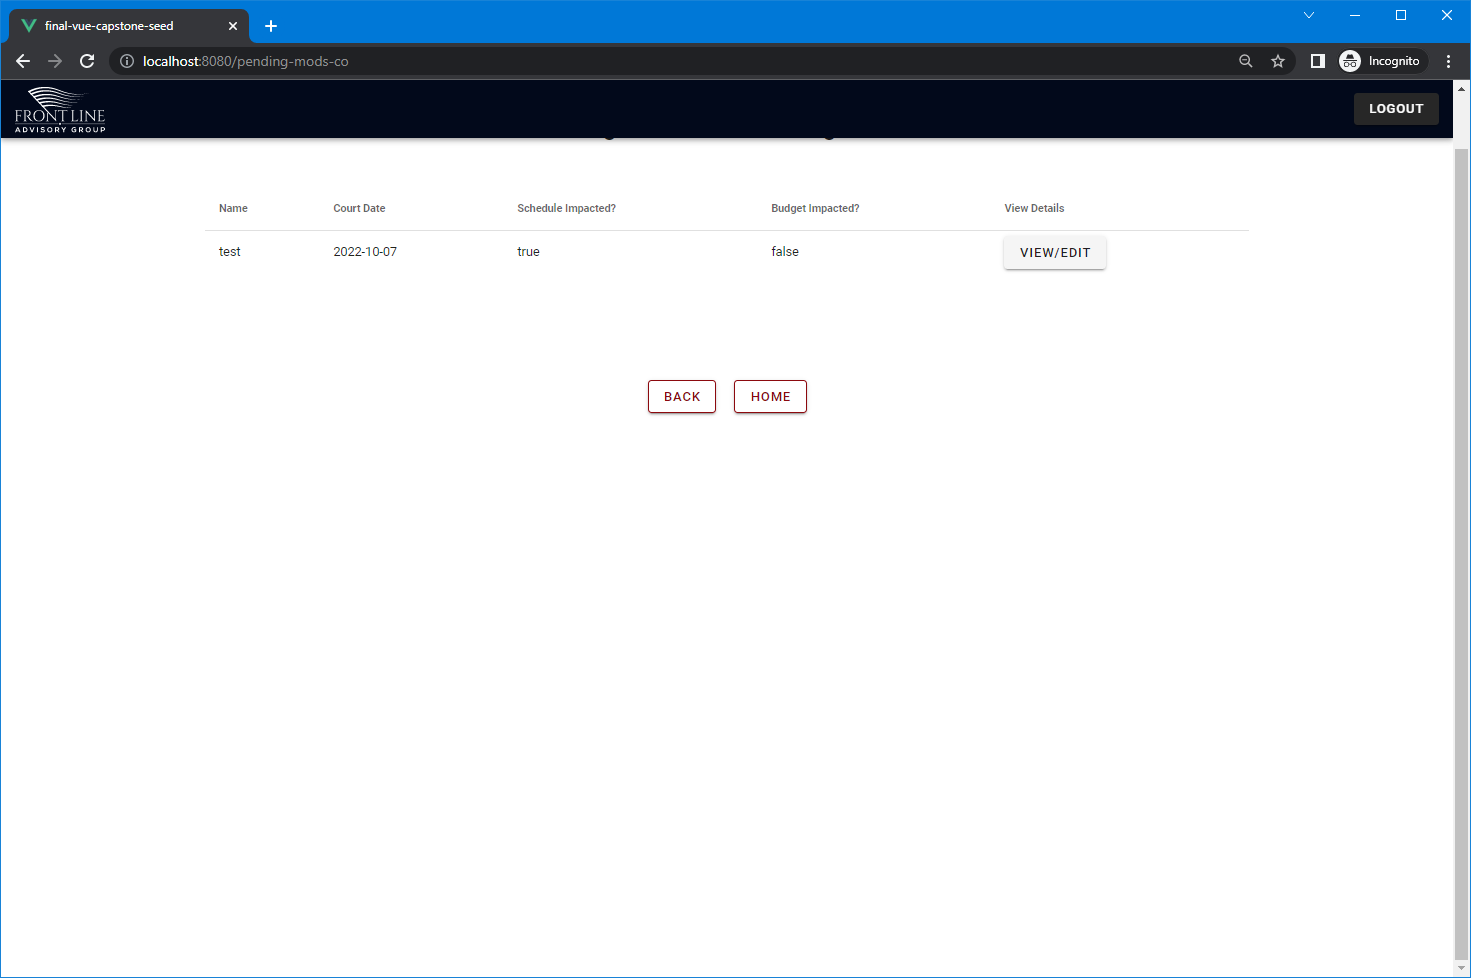 final-vue-capstone-seed
localhost:8080/pending-mods-co
Incognito
FRONT LINE
ADVISORY GROUP
LOGOUT
Name Court Date Schedule Impacted? Budget Impacted? View Details
test 2022-10-07 true false VIEW/EDIT
BACK HOME